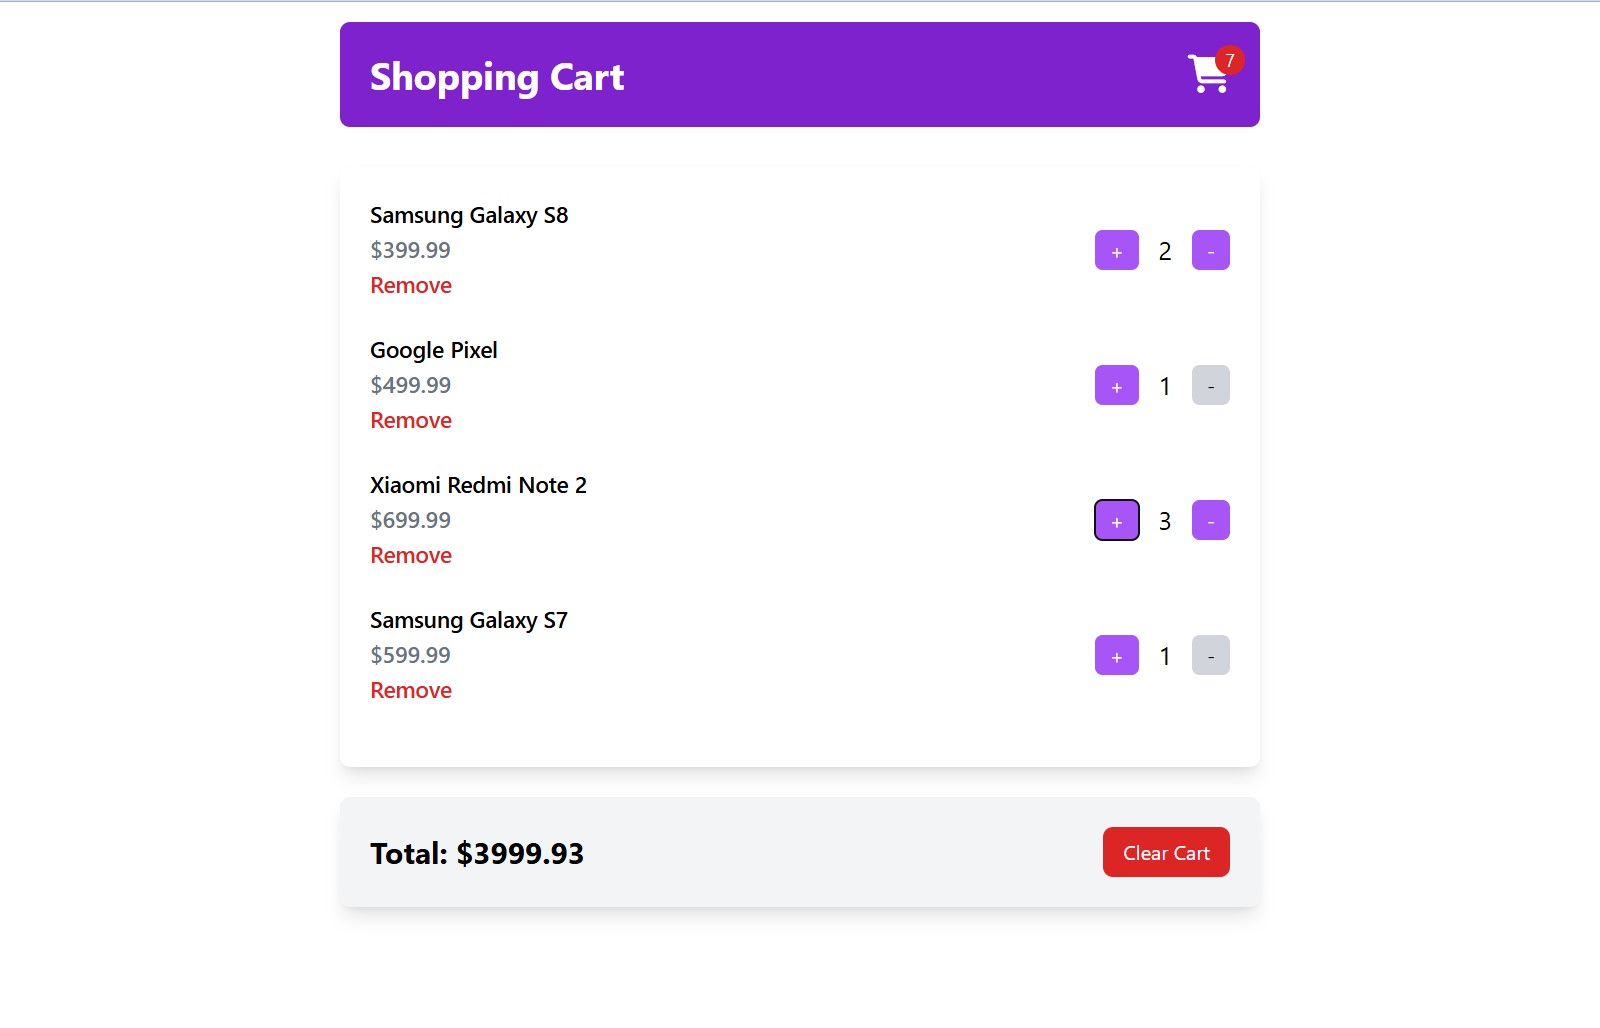 Shopping Cart
7
Samsung Galaxy S8
$399.99
Remove
+ 2 -
Google Pixel
$499.99
Remove
+ 1 -
Xiaomi Redmi Note 2
$699.99
Remove
+ 3 -
Samsung Galaxy S7
$599.99
Remove
+ 1 -
Total: $3999.93
Clear Cart